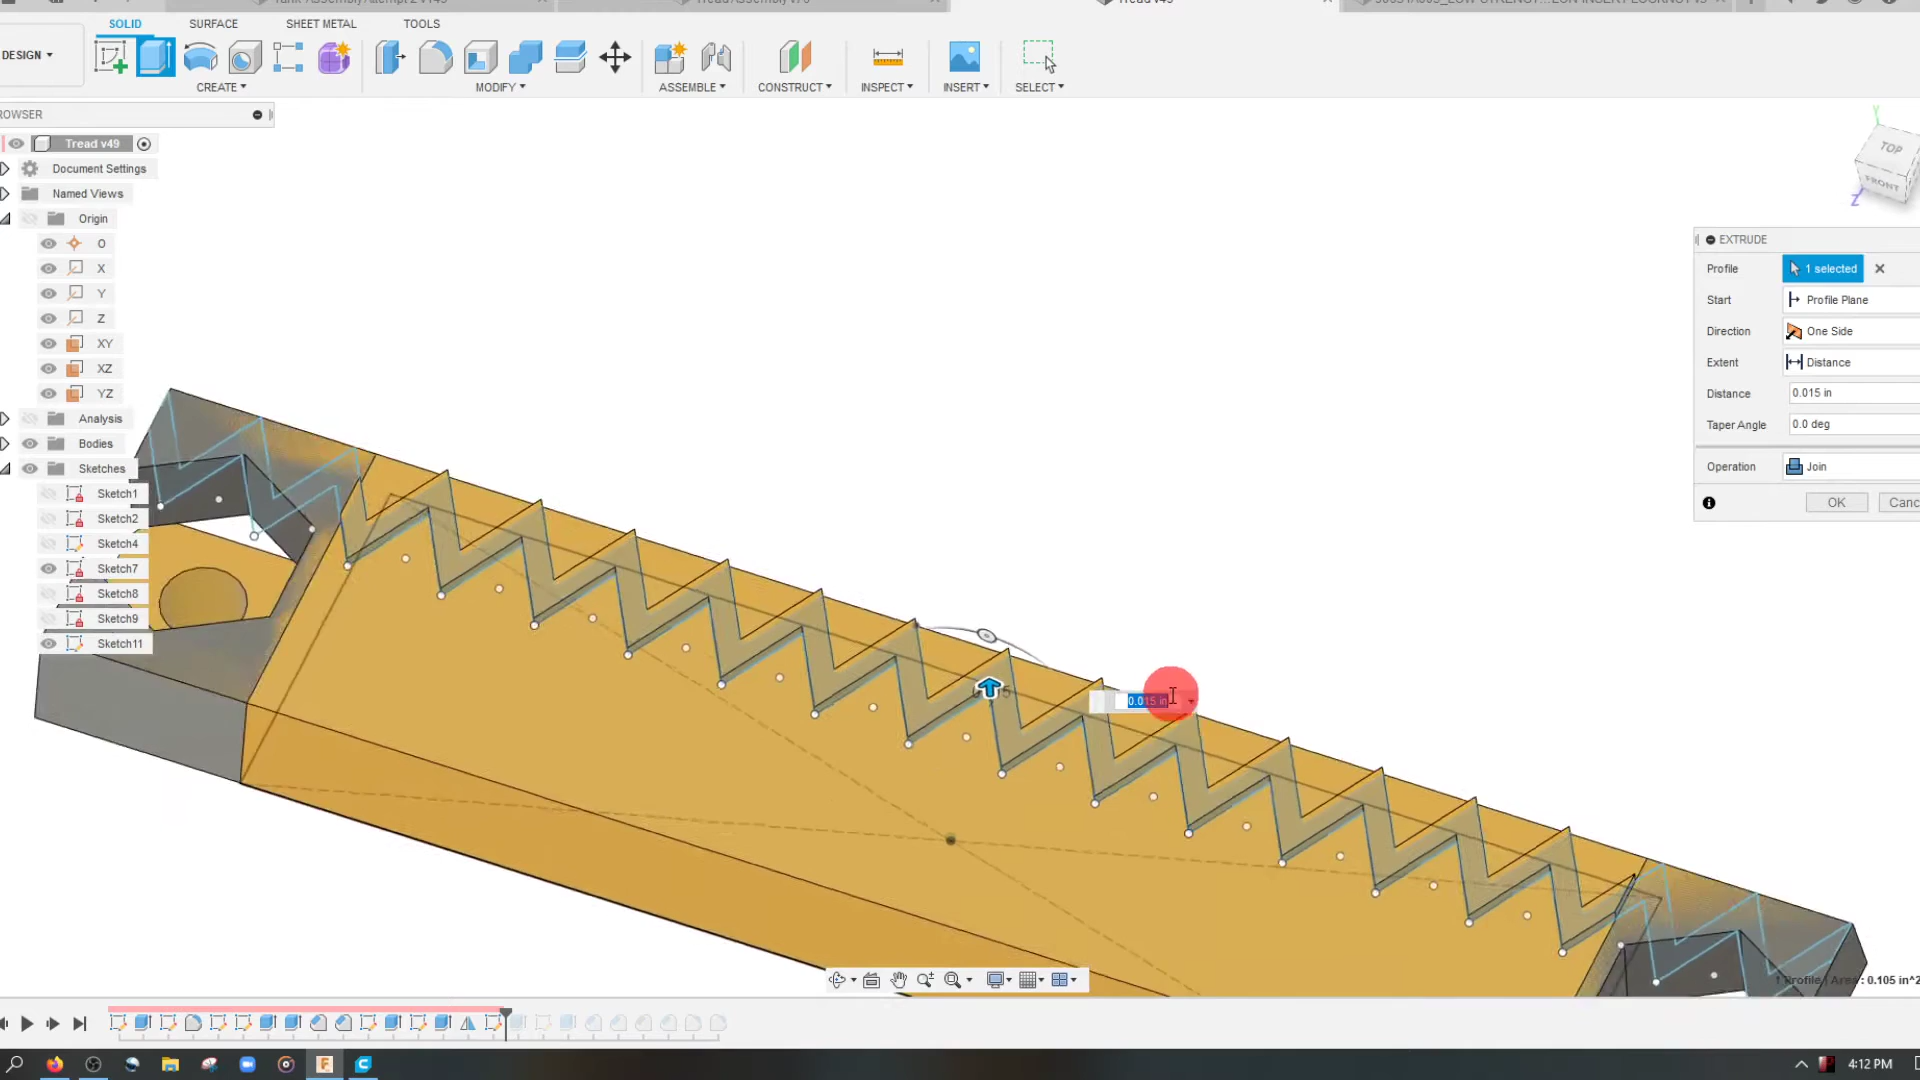 Tread v49
SOLID SURFACE SHEET METAL TOOLS
DESIGN
CREATE MODIFY ASSEMBLE CONSTRUCT INSPECT INSERT SELECT
ROWSER
Tread v49
Document Settings
Named Views
Origin
O
X
Y
Z
XY
XZ
YZ
Analysis
Bodies
Sketches
Sketch1
Sketch2
Sketch4
Sketch7
Sketch8
Sketch9
Sketch11
Y
TOP
FRONT
Z
EXTRUDE
Profile 1 selected
Start Profile Plane
Direction One Side
Extent Distance
Distance 0.015 in
Taper Angle 0.0 deg
Operation Join
OK Canc
0.015 in
1 Profile | Area : 0.105 in^2
4:12 PM